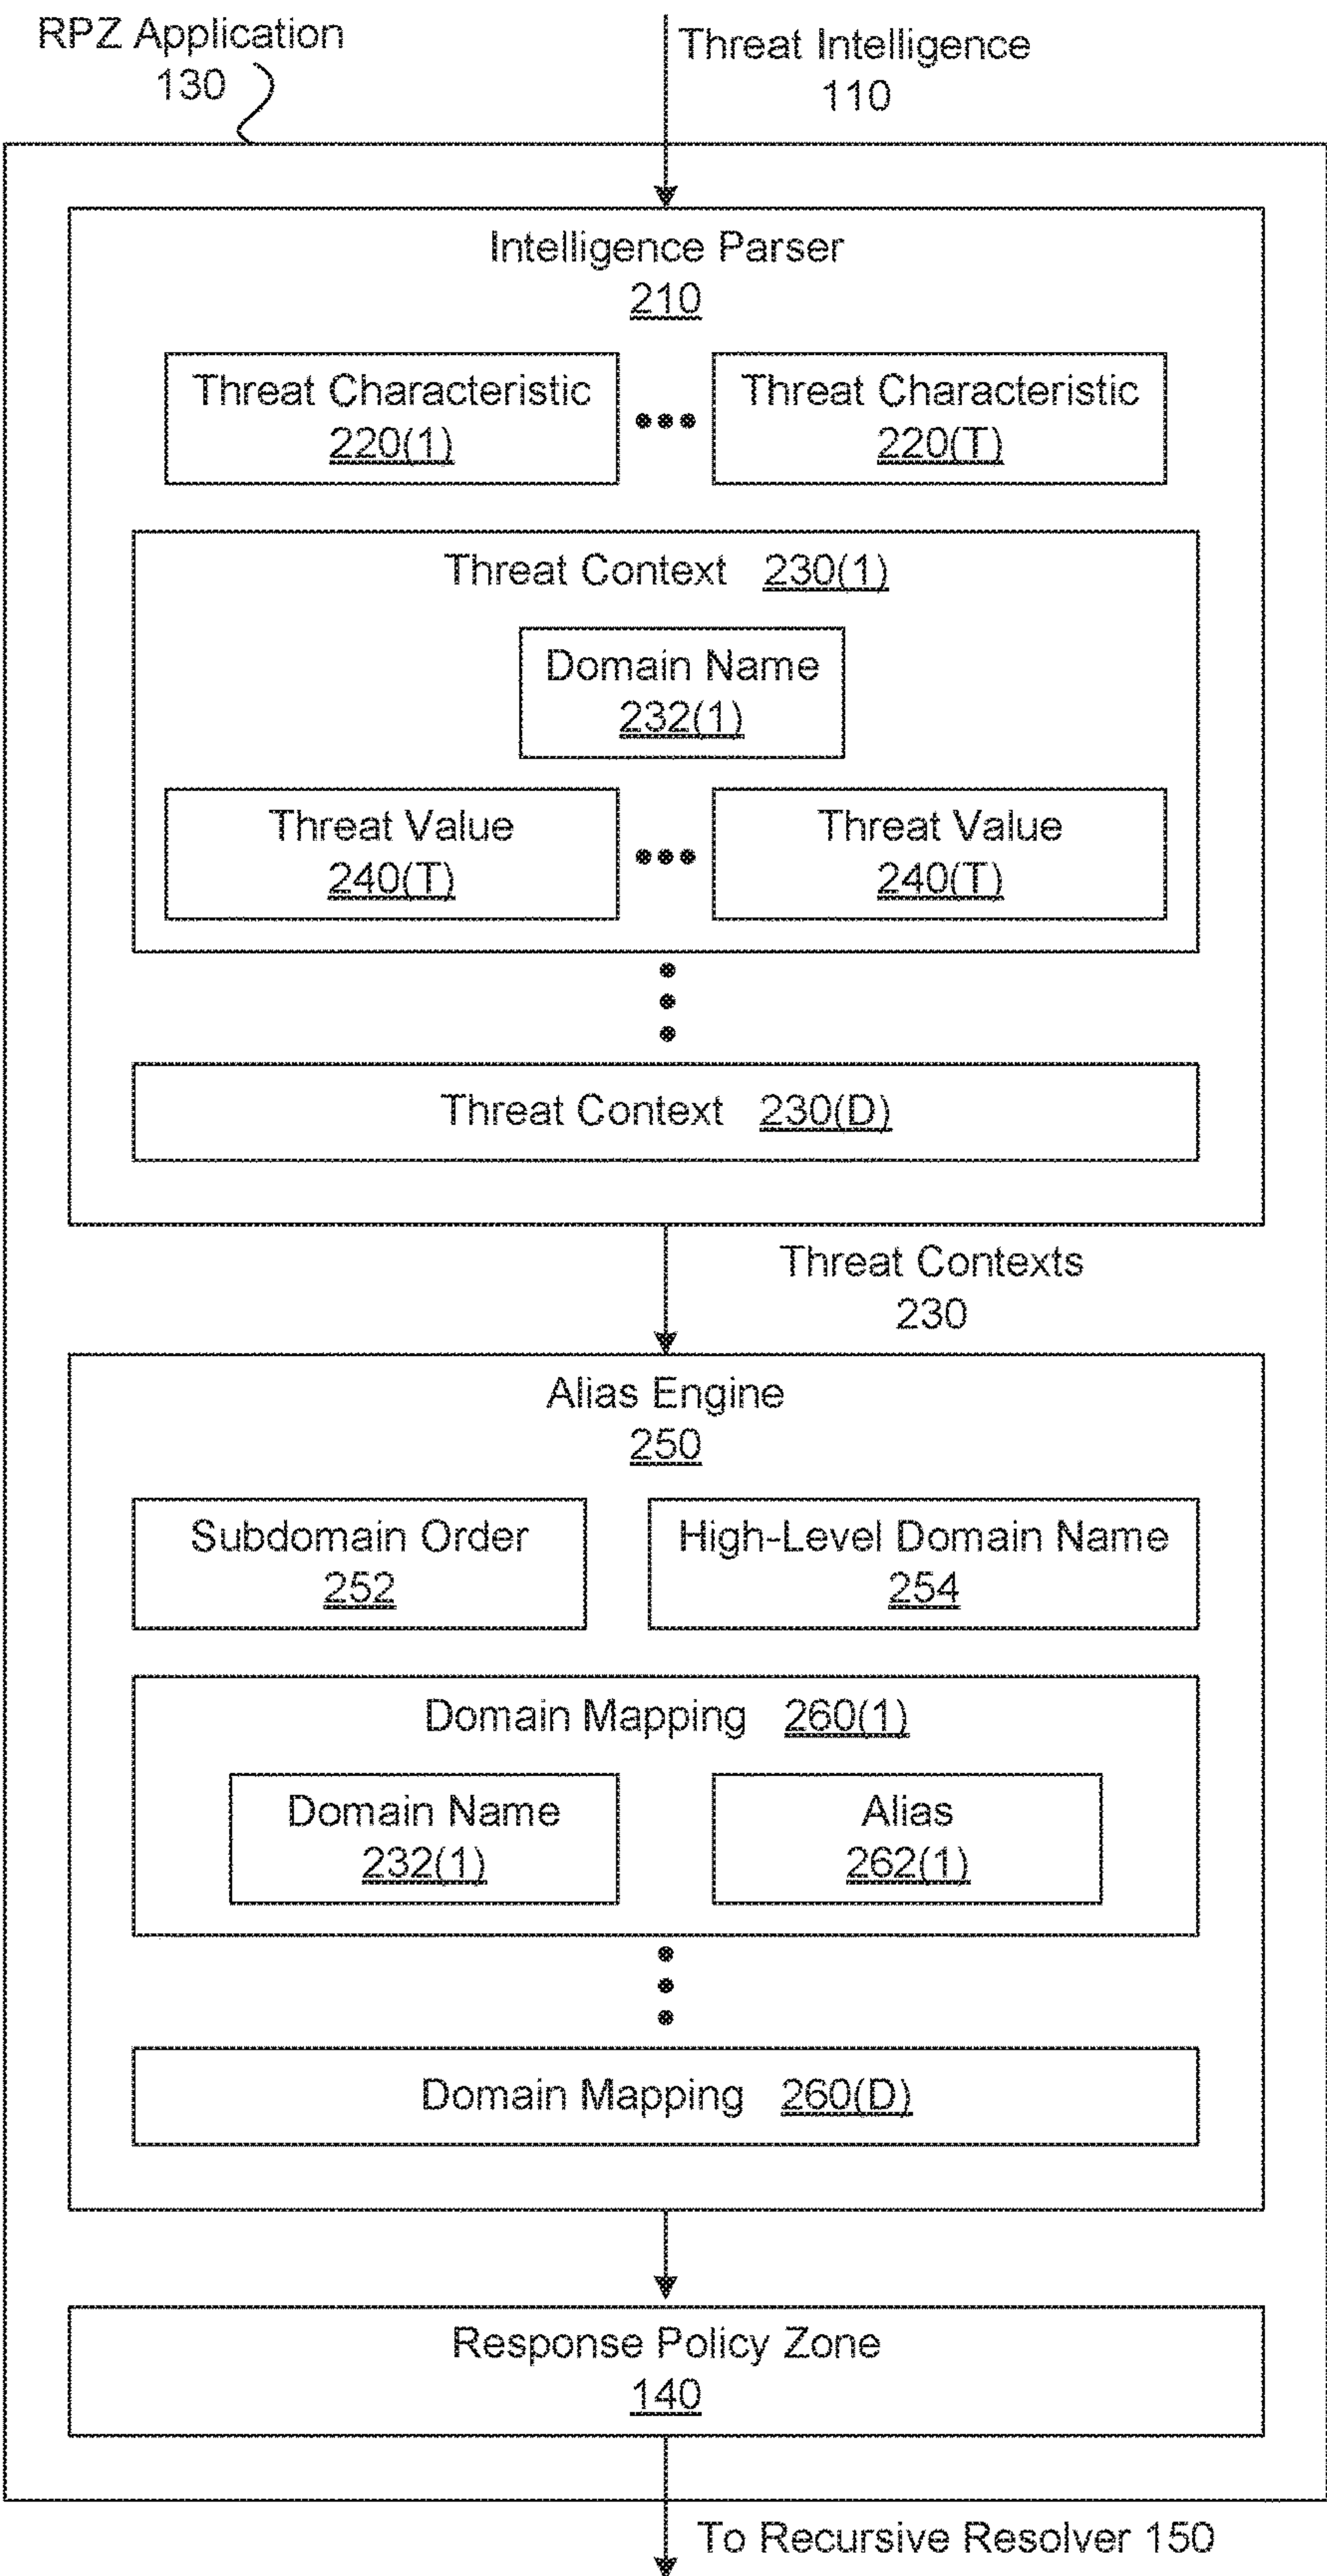 RPZ Application
130
Threat Intelligence
110
Intelligence Parser
210
Threat Characteristic
220(1)
Threat Characteristic
220(T)
Threat Context 230(1)
Domain Name
232(1)
Threat Value
240(T)
Threat Value
240(T)
Threat Context 230(D)
Threat Contexts
230
Alias Engine
250
Subdomain Order
252
High-Level Domain Name
254
Domain Mapping 260(1)
Domain Name
232(1)
Alias
262(1)
Domain Mapping 260(D)
Response Policy Zone
140
To Recursive Resolver 150